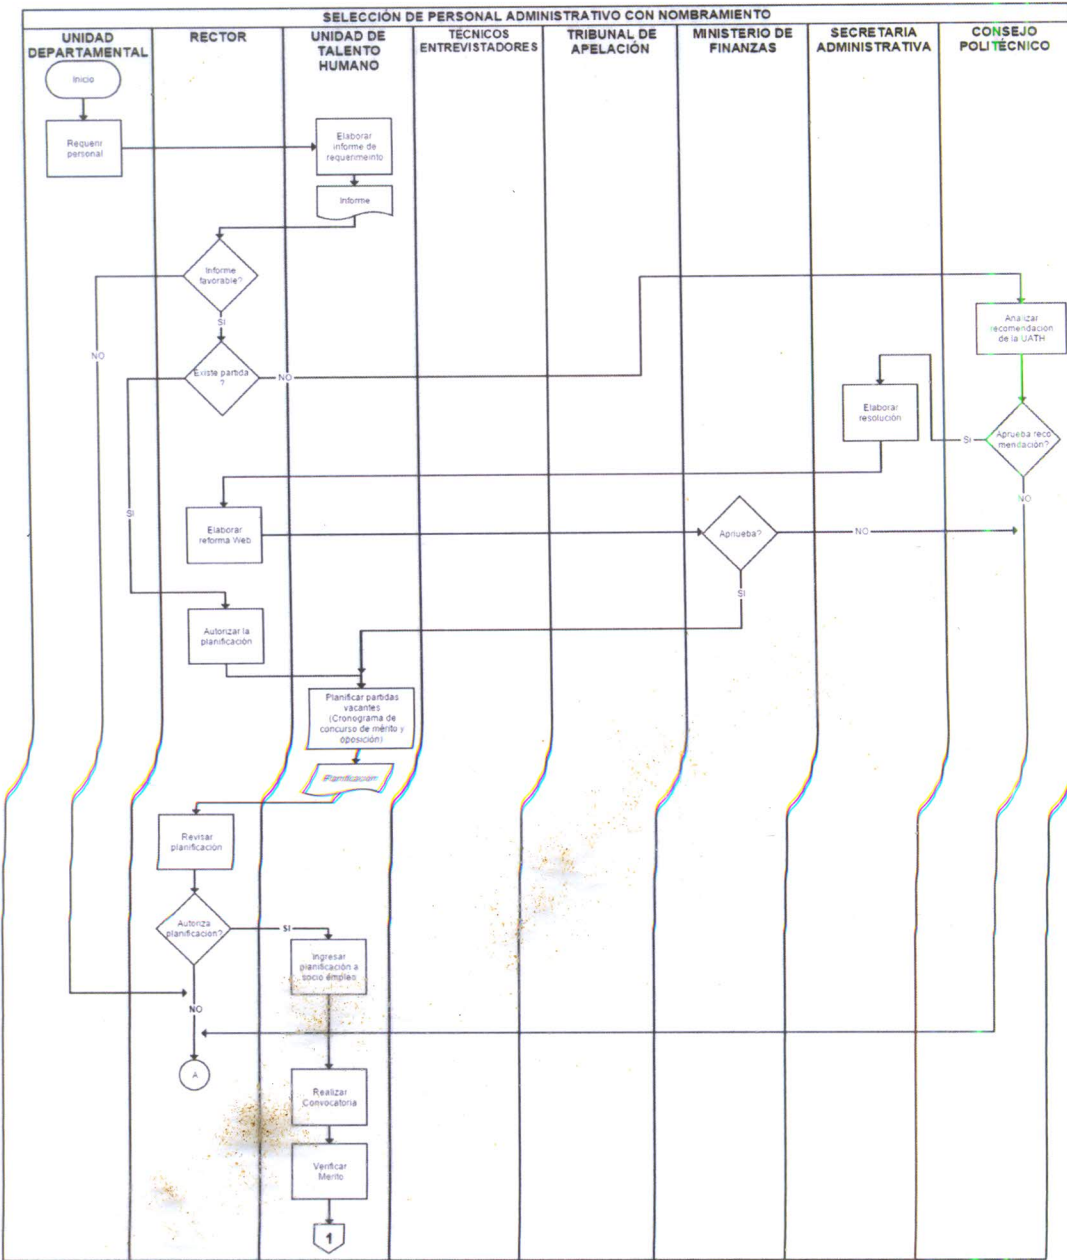 SELECCIÓN DE PERSONAL ADMINISTRATIVO CON NOMBRAMIENTO
UNIDAD
DEPARTAMENTAL
RECTOR
UNIDAD DE
TALENTO
HUMANO
TÉCNICOS
ENTREVISTADORES
TRIBUNAL DE
APELACIÓN
MINISTERIO DE
FINANZAS
SECRETARIA
ADMINISTRATIVA
CONSEJO
POLITÉCNICO
Inicio
Requerir
personal
Elaborar
informe de
requerimeinto
Informe
Informe
favorable?
SI
NO
Existe partida
?
NO
Analizar
recomendación
de la UATH
Elaborar
resolución
SI
Aprueba reco
mendación?
NO
SI
Elaborar
reforma Web
Aprueba?
NO
SI
Autorizar la
planificación
Planificar partidas
vacantes
(Cronograma de
concurso de mérito y
oposición)
Planificación
Revisar
planificación
Autoriza
planificacion?
SI
Ingresar
planificación a
socio empleo
NO
A
Realizar
Convocatoria
Verificar
Merito
1